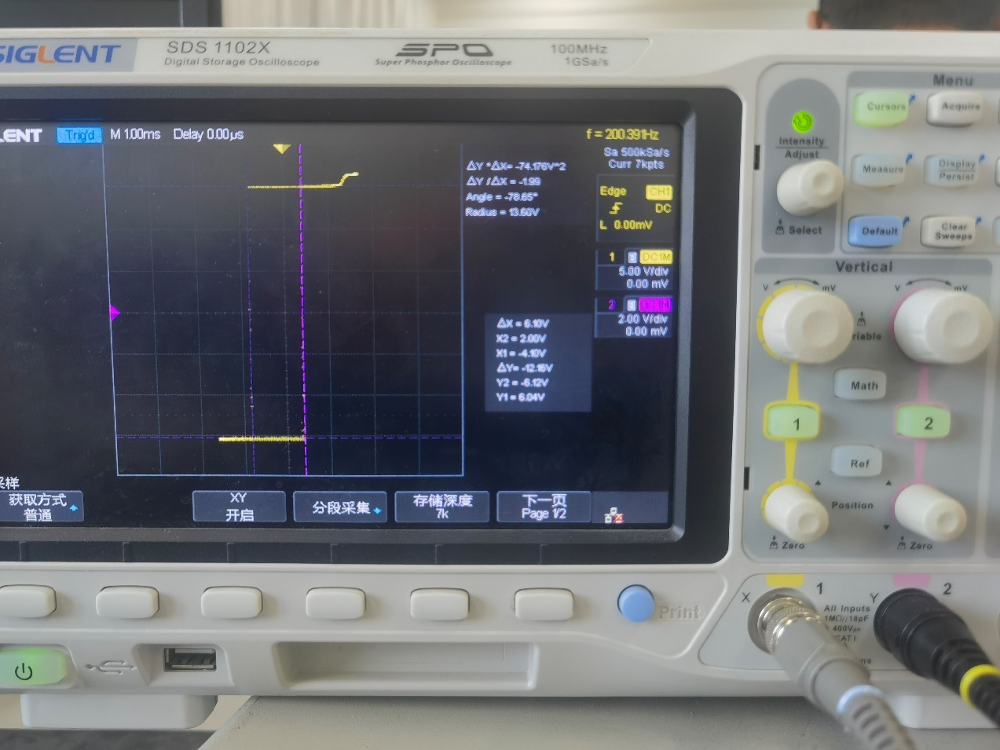 SIGLENT
SDS 1102X
Digital Storage Oscilloscope
SPO
Super Phosphor Oscilloscope
100MHz
1GSa/s
Menu
Cursors
Acquire
Intensity
Adjust
Select
Measure
Display
Persist
Default
Clear
Sweeps
LENT
Trig'd
M 1.00ms
Delay 0.00µs
f = 200.391Hz
Sa 500kSa/s
Curr 7kpts
ΔY *ΔX= -74.176V^2
ΔY /ΔX = -1.99
Angle = -78.65°
Radius = 13.60V
Edge
CH1
DC
L 0.00mV
1
DC1M
5.00 V/div
0.00 mV
2
2.00 V/div
0.00 mV
ΔX = 6.10V
X2 = 2.00V
X1 = -4.10V
ΔY= -12.16V
Y2 = -6.12V
Y1 = 6.04V
采样
获取方式
普通
XY
开启
分段采集
存储深度
7k
下一页
Page 1/2
Vertical
V mV
V mV
riable
Math
1
2
Ref
Position
Zero
Zero
Print
X
1
Y
2
All Inputs
1MΩ//18pF
400Vpk
CAT I